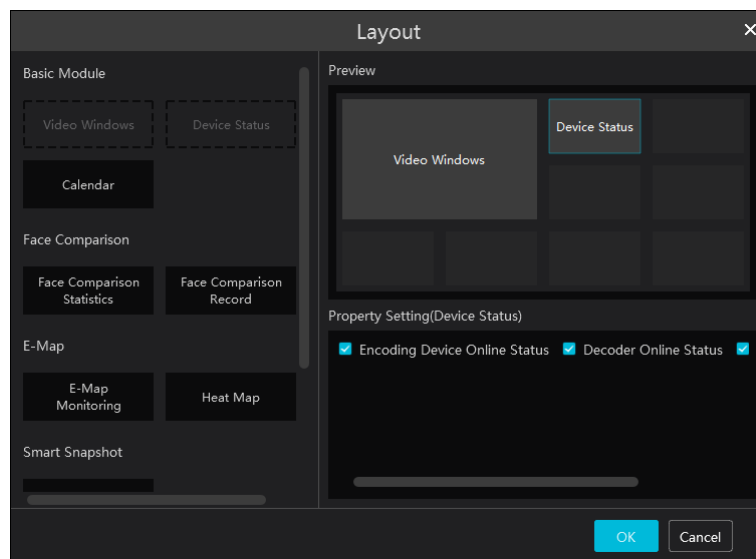 Layout
Basic Module
Video Windows
Device Status
Calendar
Face Comparison
Face Comparison
Statistics
Face Comparison
Record
E-Map
E-Map
Monitoring
Heat Map
Smart Snapshot
Preview
Video Windows
Device Status
Property Setting(Device Status)
Encoding Device Online Status
Decoder Online Status
OK
Cancel